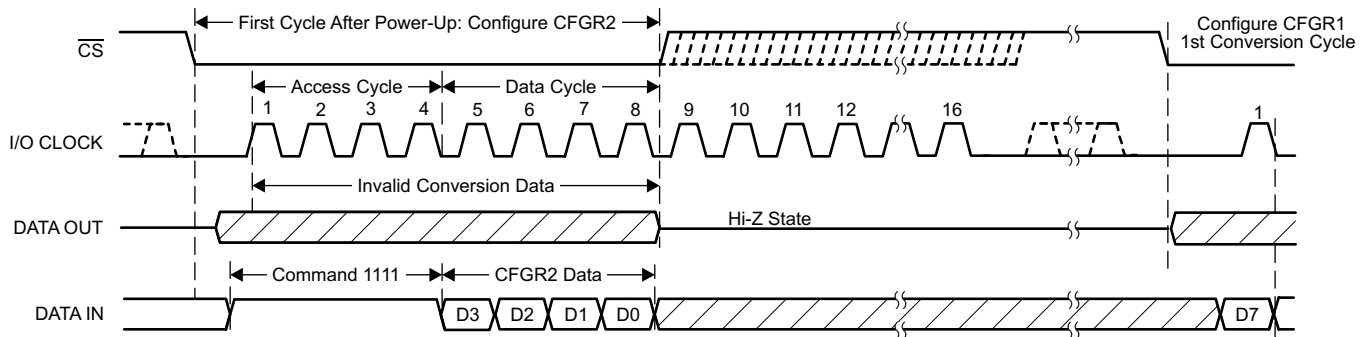 First Cycle After Power-Up: Configure CFGR2
Configure CFGR1
1st Conversion Cycle
CS
Access Cycle
Data Cycle
1 2 3 4 5 6 7 8 9 10 11 12 16 1
I/O CLOCK
Invalid Conversion Data
DATA OUT
Hi-Z State
Command 1111
CFGR2 Data
DATA IN
D3 D2 D1 D0 D7